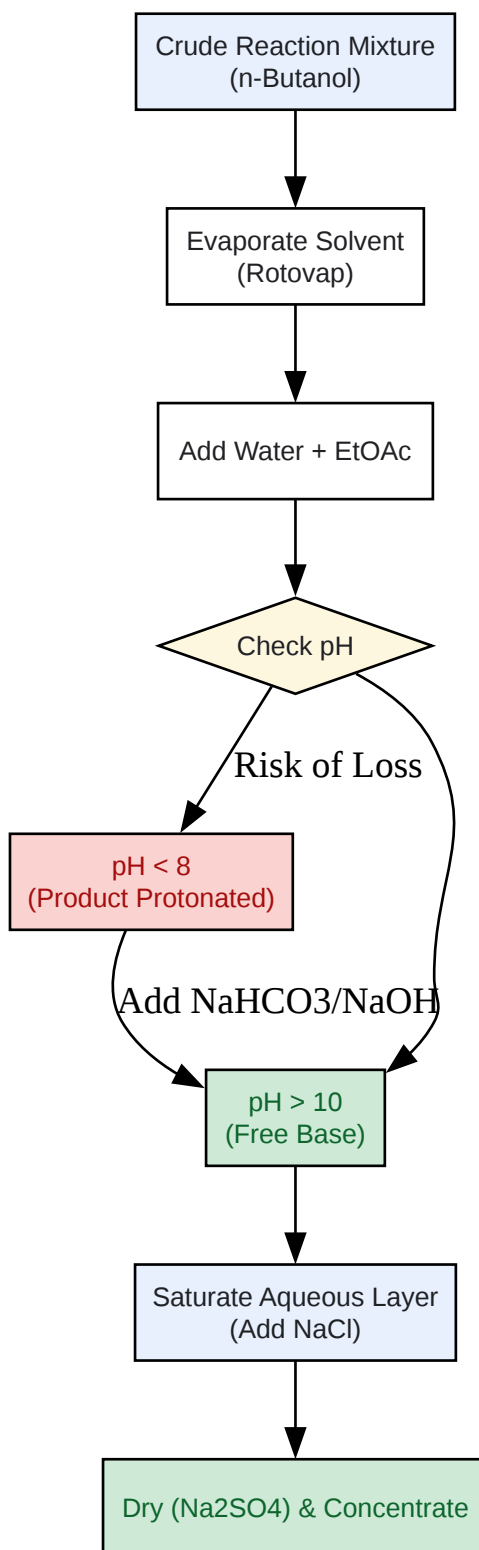 Crude Reaction Mixture
(n-Butanol)
Evaporate Solvent
(Rotovap)
Add Water + EtOAc
Check pH
Risk of Loss
pH < 8
(Product Protonated)
Add NaHCO3/NaOH
pH > 10
(Free Base)
Saturate Aqueous Layer
(Add NaCl)
Dry (Na2SO4) & Concentrate